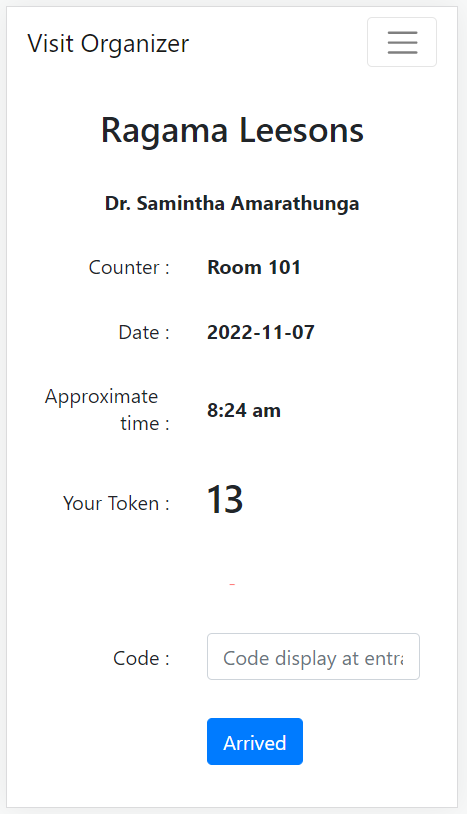 Visit Organizer
Ragama Leesons
Dr. Samintha Amarathunga
Counter : Room 101
Date : 2022-11-07
Approximate
time : 8:24 am
Your Token : 13
-
Code : Code display at entra
Arrived